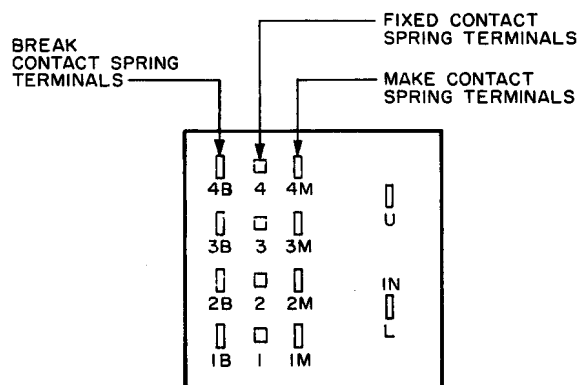 FIXED CONTACT
SPRING TERMINALS
BREAK
CONTACT SPRING
TERMINALS
MAKE CONTACT
SPRING TERMINALS
4B 4 4M
U
3B 3 3M
IN
2B 2 2M
L
1B 1 1M